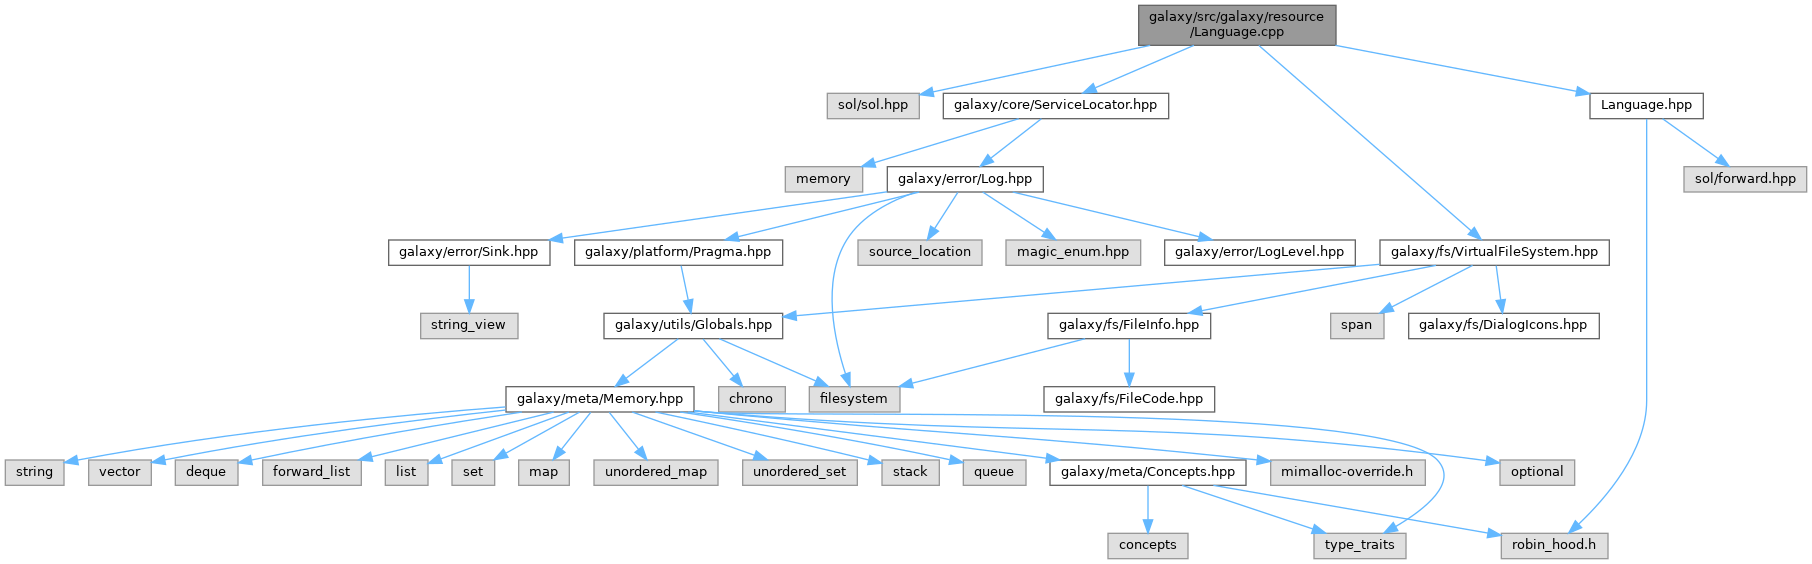 galaxy/src/galaxy/resource
/Language.cpp
sol/sol.hpp
galaxy/core/ServiceLocator.hpp
Language.hpp
memory
galaxy/error/Log.hpp
sol/forward.hpp
galaxy/error/Sink.hpp
galaxy/platform/Pragma.hpp
source_location
magic_enum.hpp
galaxy/error/LogLevel.hpp
galaxy/fs/VirtualFileSystem.hpp
string_view
galaxy/utils/Globals.hpp
galaxy/fs/FileInfo.hpp
span
galaxy/fs/DialogIcons.hpp
galaxy/meta/Memory.hpp
chrono
filesystem
galaxy/fs/FileCode.hpp
string
vector
deque
forward_list
list
set
map
unordered_map
unordered_set
stack
queue
galaxy/meta/Concepts.hpp
mimalloc-override.h
optional
concepts
type_traits
robin_hood.h